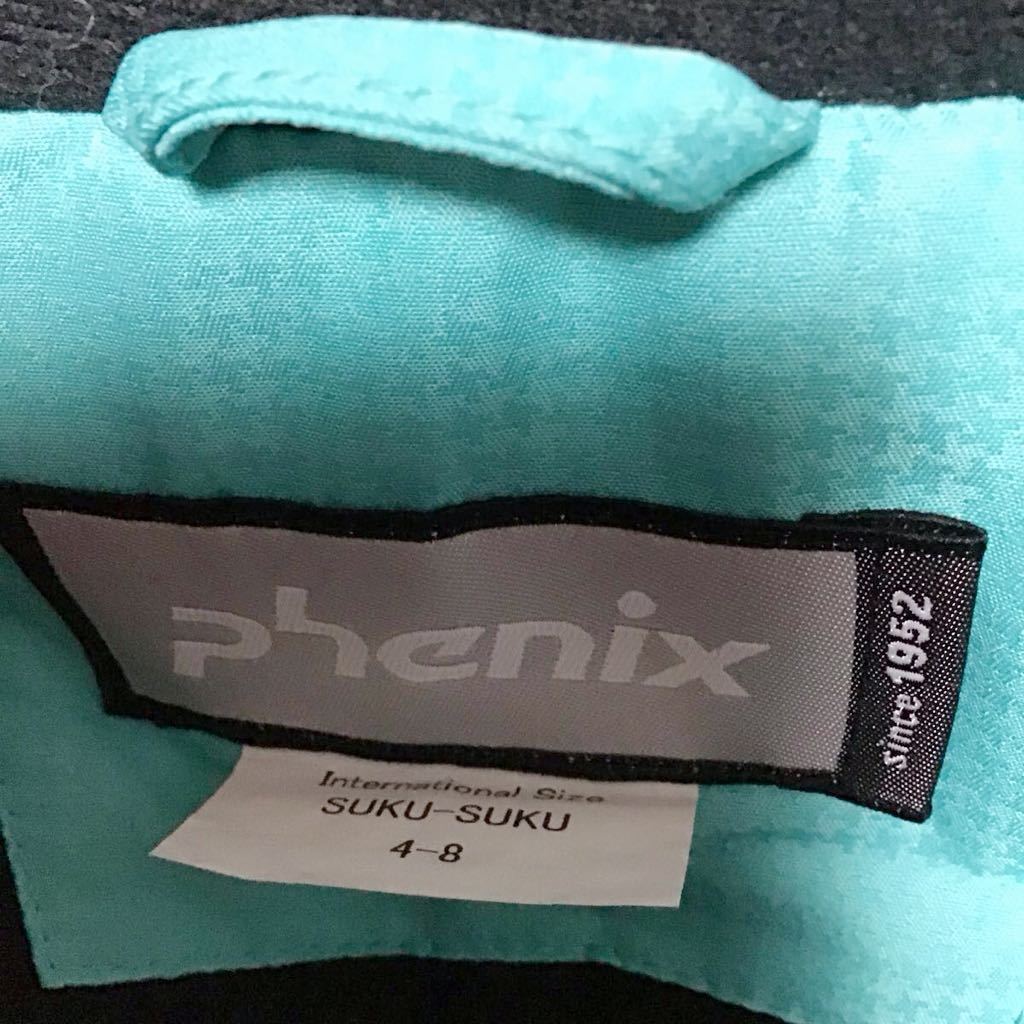 phenix
since 1952
International Size
SUKU-SUKU
4-8